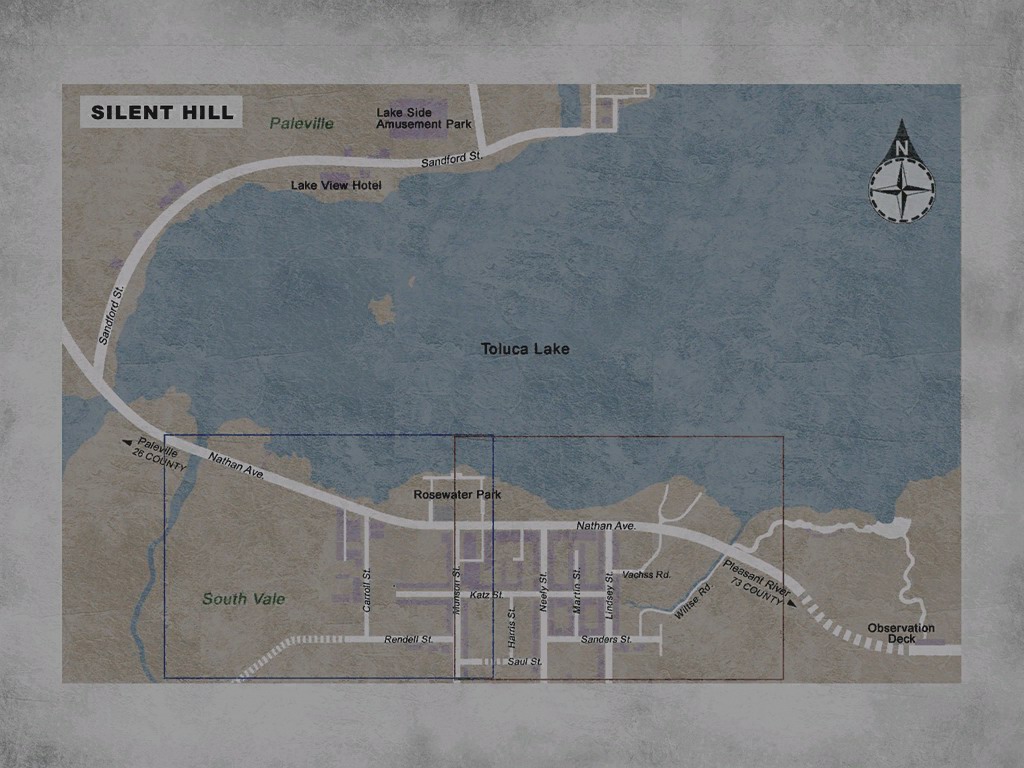 SILENT HILL
Paleville
Lake Side
Amusement Park
N
Sandford St.
Lake View Hotel
Sandford St.
Toluca Lake
Paleville
26 COUNTY
Nathan Ave.
Rosewater Park
Nathan Ave.
South Vale
Carroll St.
Munson St.
Katz St.
Harris St.
Neely St.
Martin St.
Lindsey St.
Vachss Rd.
Wiltse Rd.
Pleasant River
73 COUNTY
Rendell St.
Sanders St.
Saul St.
Observation
Deck